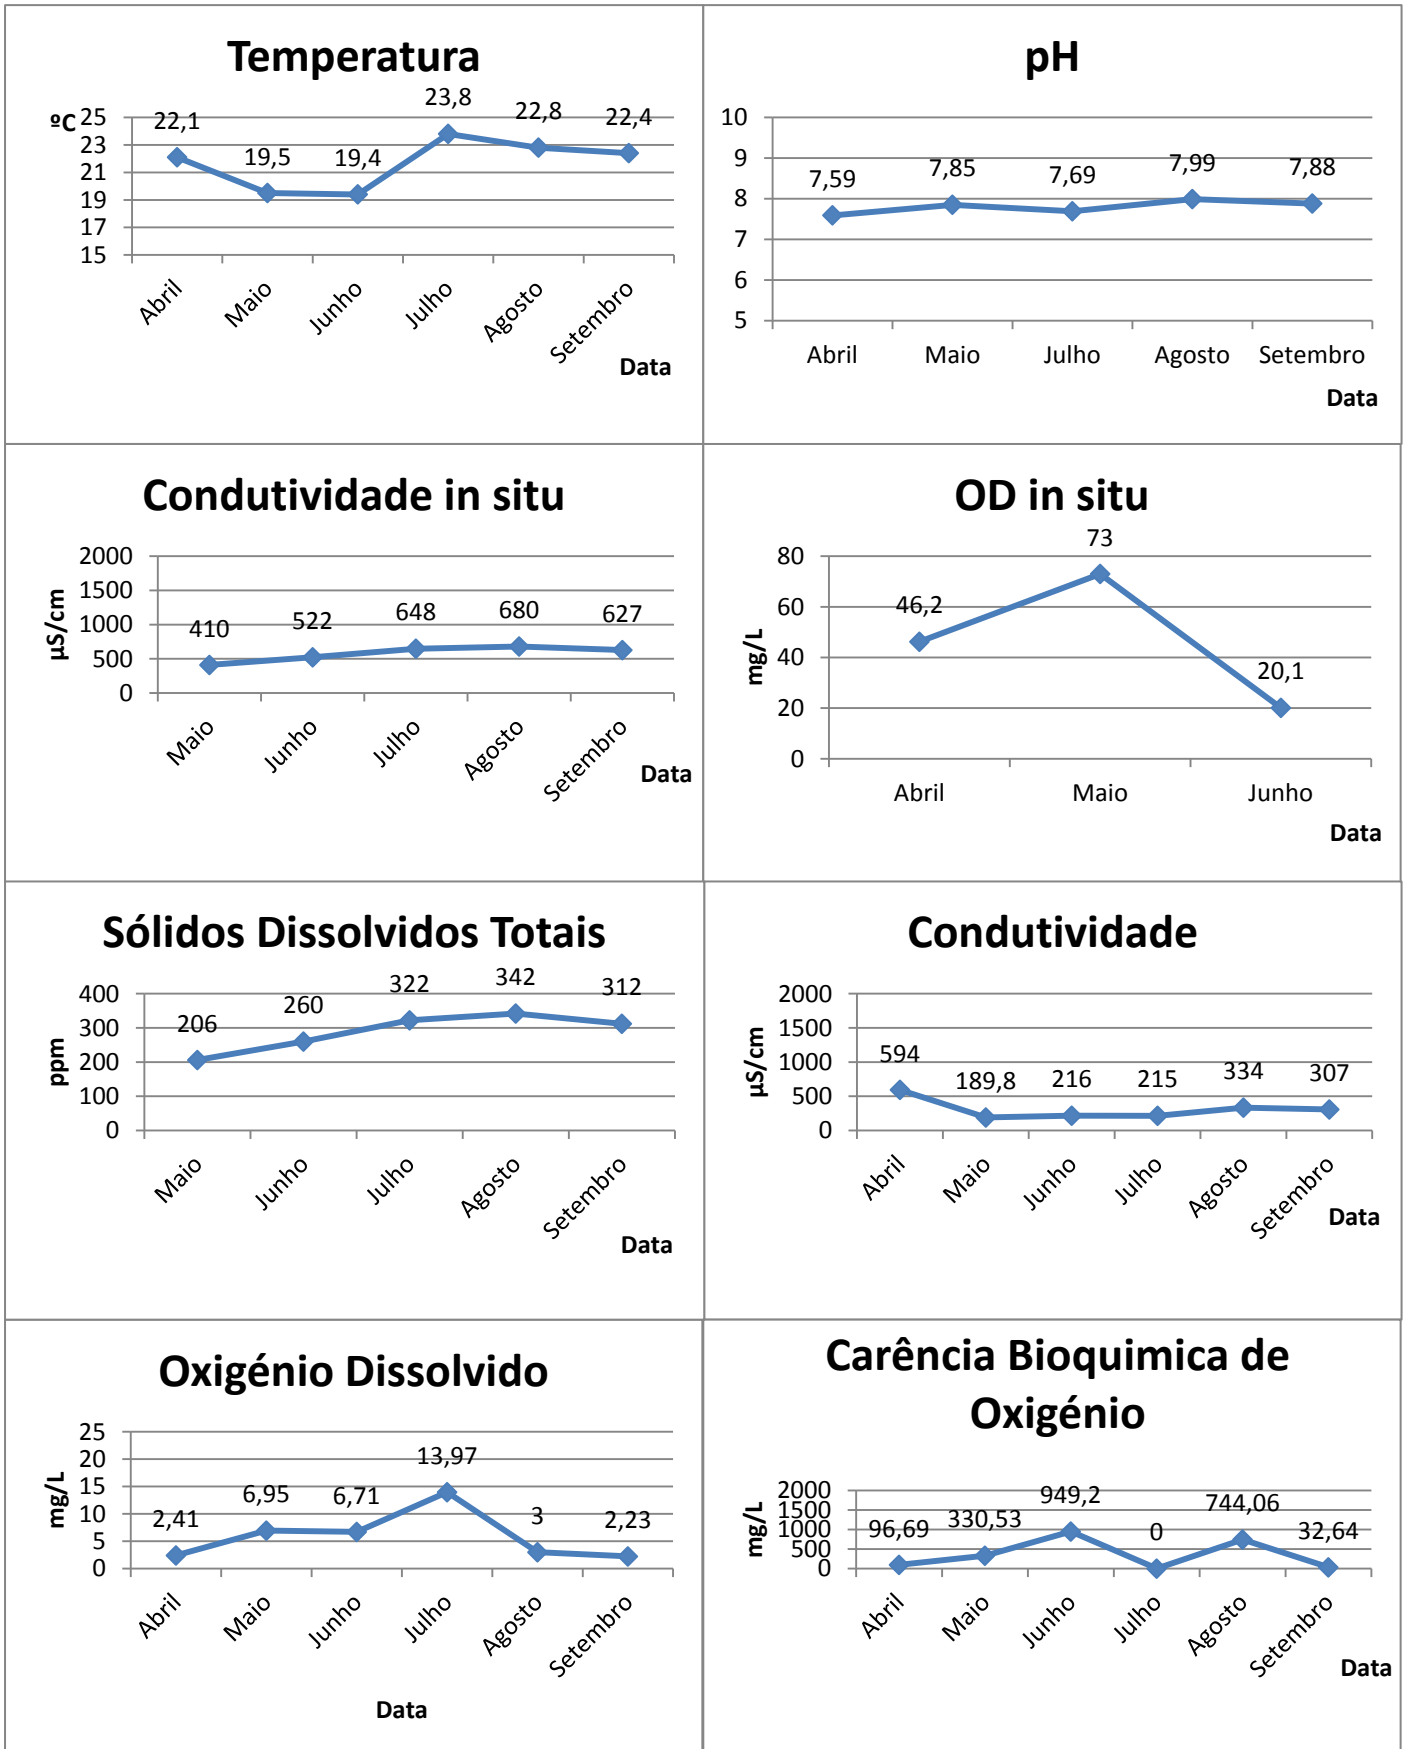 Temperatura
ºC
25
23
21
19
17
15
22,1
19,5
19,4
23,8
22,8
22,4
Abril
Maio
Junho
Julho
Agosto
Setembro
Data
pH
10
9
8
7
6
5
7,59
7,85
7,69
7,99
7,88
Abril
Maio
Julho
Agosto
Setembro
Data
Condutividade in situ
µS/cm
2000
1500
1000
500
0
410
522
648
680
627
Maio
Junho
Julho
Agosto
Setembro
Data
OD in situ
mg/L
80
60
40
20
0
46,2
73
20,1
Abril
Maio
Junho
Data
Sólidos Dissolvidos Totais
ppm
400
300
200
100
0
206
260
322
342
312
Maio
Junho
Julho
Agosto
Setembro
Data
Condutividade
µS/cm
2000
1500
1000
500
0
594
189,8
216
215
334
307
Abril
Maio
Junho
Julho
Agosto
Setembro
Data
Oxigénio Dissolvido
mg/L
25
20
15
10
5
0
2,41
6,95
6,71
13,97
3
2,23
Abril
Maio
Junho
Julho
Agosto
Setembro
Data
Carência Bioquimica de
Oxigénio
mg/L
2000
1500
1000
500
0
96,69
330,53
949,2
0
744,06
32,64
Abril
Maio
Junho
Julho
Agosto
Setembro
Data